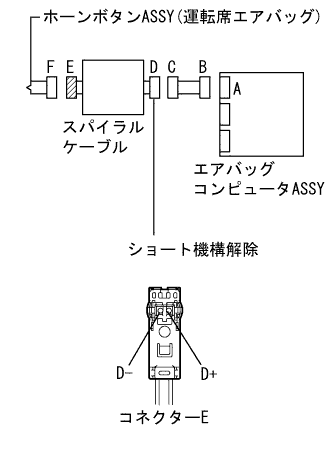 ホーンボタンASSY(運転席エアバッグ)
F E D C B
A
スパイラル
ケーブル
エアバッグ
コンピュータASSY
ショート機構解除
D- D+
コネクターE